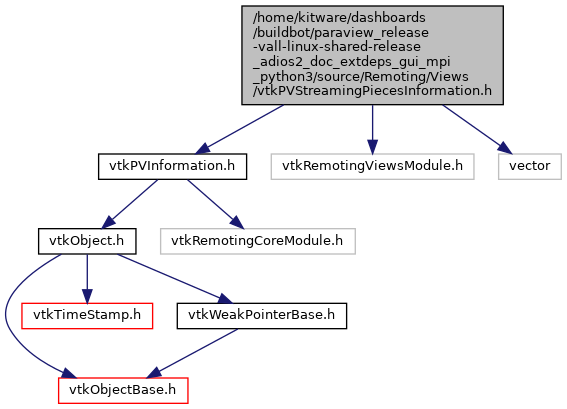 /home/kitware/dashboards
/buildbot/paraview_release
-vall-linux-shared-release
_adios2_doc_extdeps_gui_mpi
_python3/source/Remoting/Views
/vtkPVStreamingPiecesInformation.h
vtkPVInformation.h
vtkRemotingViewsModule.h
vector
vtkObject.h
vtkRemotingCoreModule.h
vtkTimeStamp.h
vtkWeakPointerBase.h
vtkObjectBase.h